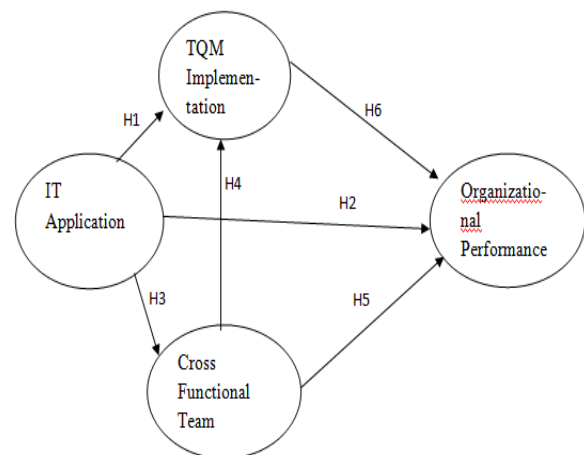 TQM
Implemen-
tation
H1
H6
H4
IT
Application
H2
Organizatio-
nal
Performance
H3
H5
Cross
Functional
Team